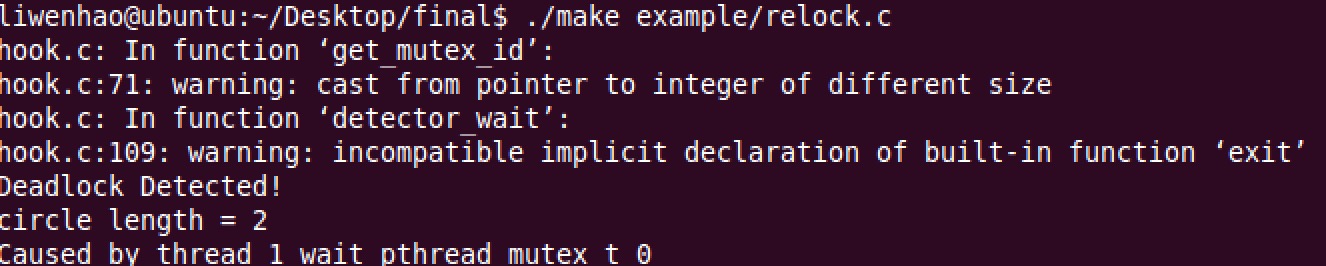 liwenhao@ubuntu:~/Desktop/final$ ./make example/relock.c
hook.c: In function ‘get_mutex_id’:
hook.c:71: warning: cast from pointer to integer of different size
hook.c: In function ‘detector_wait’:
hook.c:109: warning: incompatible implicit declaration of built-in function ‘exit’
Deadlock Detected!
circle length = 2
Caused by thread 1 wait pthread_mutex_t 0